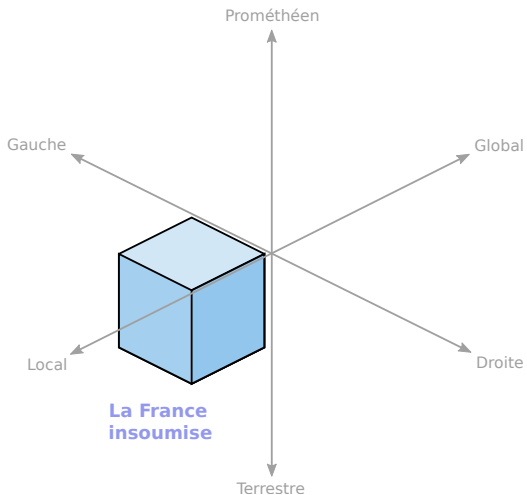 Prométhéen
Gauche
Global
Local
Droite
La France
insoumise
Terrestre